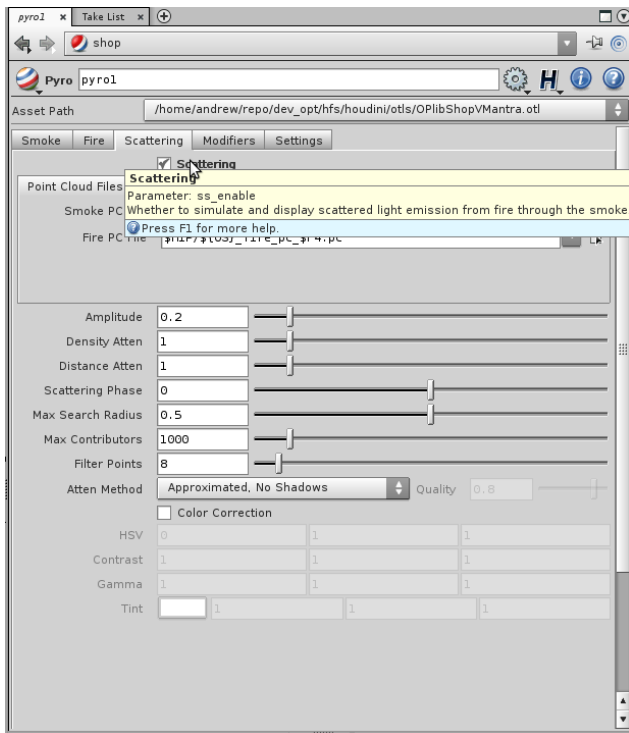 pyro1 × Take List ×
shop
Pyro pyro1
Asset Path /home/andrew/repo/dev_opt/hfs/houdini/otls/OPlibShopVMantra.otl
Smoke Fire Scattering Modifiers Settings
Scattering
Scattering
Point Cloud Files
Parameter: ss_enable
Smoke PC
Whether to simulate and display scattered light emission from fire through the smoke
Press F1 for more help.
Fire PC File $HIP/${OS}_fire_pc_$F4.pc
Amplitude 0.2
Density Atten 1
Distance Atten 1
Scattering Phase 0
Max Search Radius 0.5
Max Contributors 1000
Filter Points 8
Atten Method Approximated, No Shadows Quality 0.8
Color Correction
HSV 0 1 1
Contrast 1 1 1
Gamma 1 1 1
Tint 1 1 1